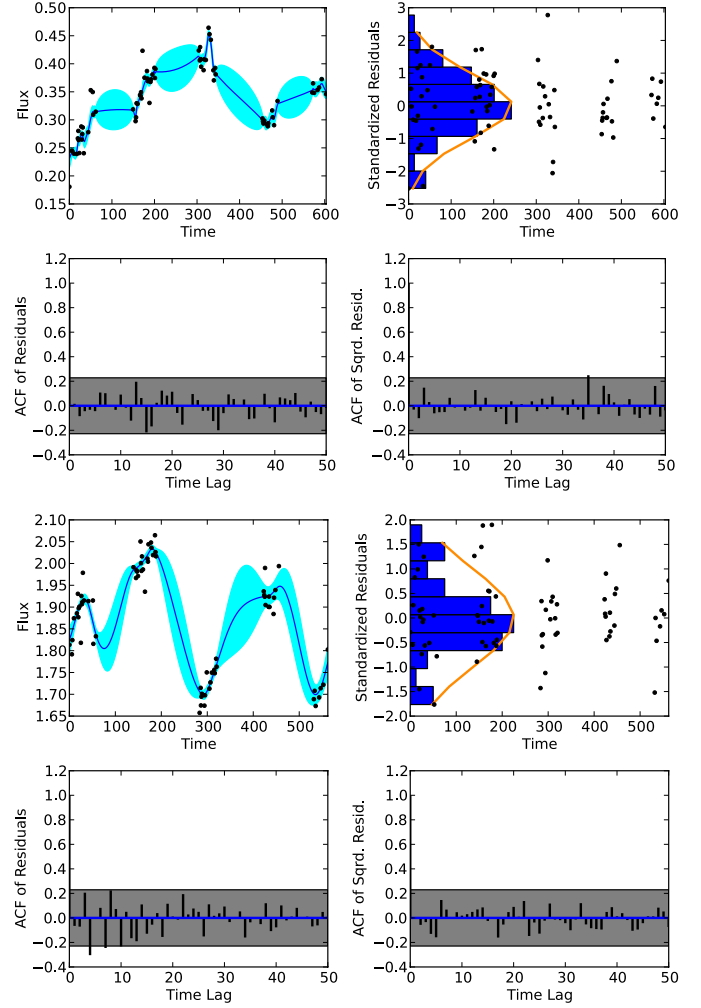 0.50
0.45
0.40
0.35
0.30
0.25
0.20
0.15
Flux
0 100 200 300 400 500 600
Time
3
2
1
0
−1
−2
−3
Standardized Residuals
0 100 200 300 400 500 600
Time
1.2
1.0
0.8
0.6
0.4
0.2
0.0
−0.2
−0.4
ACF of Residuals
0 10 20 30 40 50
Time Lag
1.2
1.0
0.8
0.6
0.4
0.2
0.0
−0.2
−0.4
ACF of Sqrd. Resid.
0 10 20 30 40 50
Time Lag
2.10
2.05
2.00
1.95
1.90
1.85
1.80
1.75
1.70
1.65
Flux
0 100 200 300 400 500
Time
2.0
1.5
1.0
0.5
0.0
−0.5
−1.0
−1.5
−2.0
Standardized Residuals
0 100 200 300 400 500
Time
1.2
1.0
0.8
0.6
0.4
0.2
0.0
−0.2
−0.4
ACF of Residuals
0 10 20 30 40 50
Time Lag
1.2
1.0
0.8
0.6
0.4
0.2
0.0
−0.2
−0.4
ACF of Sqrd. Resid.
0 10 20 30 40 50
Time Lag